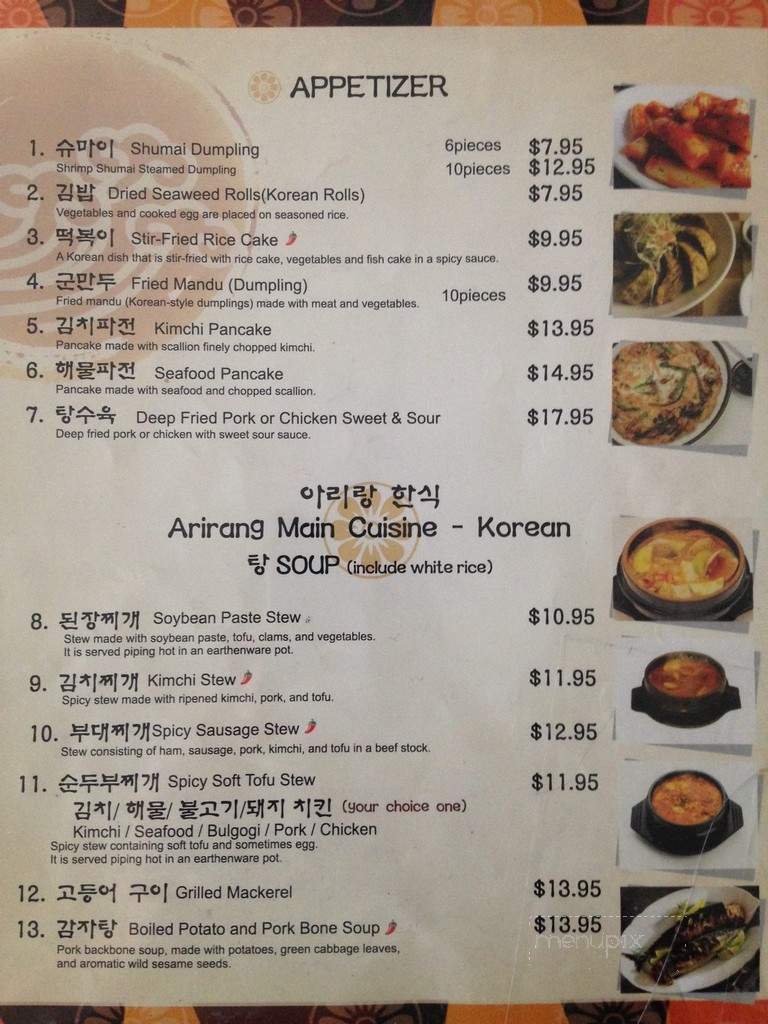 APPETIZER
1. 슈마이 Shumai Dumpling 6pieces $7.95
Shrimp Shumai Steamed Dumpling 10pieces $12.95
2. 김밥 Dried Seaweed Rolls(Korean Rolls) $7.95
Vegetables and cooked egg are placed on seasoned rice.
3. 떡복이 Stir-Fried Rice Cake $9.95
A Korean dish that is stir-fried with rice cake, vegetables and fish cake in a spicy sauce.
4. 군만두 Fried Mandu (Dumpling) $9.95
Fried mandu (Korean-style dumplings) made with meat and vegetables. 10pieces
5. 김치파전 Kimchi Pancake $13.95
Pancake made with scallion finely chopped kimchi.
6. 해물파전 Seafood Pancake $14.95
Pancake made with seafood and chopped scallion.
7. 탕수육 Deep Fried Pork or Chicken Sweet & Sour $17.95
Deep fried pork or chicken with sweet sour sauce.
아리랑 한식
Arirang Main Cuisine - Korean
탕 SOUP (include white rice)
8. 된장찌개 Soybean Paste Stew $10.95
Stew made with soybean paste, tofu, clams, and vegetables.
It is served piping hot in an earthenware pot.
9. 김치찌개 Kimchi Stew $11.95
Spicy stew made with ripened kimchi, pork, and tofu.
10. 부대찌개 Spicy Sausage Stew $12.95
Stew consisting of ham, sausage, pork, kimchi, and tofu in a beef stock.
11. 순두부찌개 Spicy Soft Tofu Stew $11.95
김치/ 해물/ 불고기/돼지 치킨 (your choice one)
Kimchi / Seafood / Bulgogi / Pork / Chicken
Spicy stew containing soft tofu and sometimes egg.
It is served piping hot in an earthenware pot.
12. 고등어 구이 Grilled Mackerel $13.95
13. 감자탕 Boiled Potato and Pork Bone Soup $13.95
Pork backbone soup, made with potatoes, green cabbage leaves,
and aromatic wild sesame seeds.
menupix